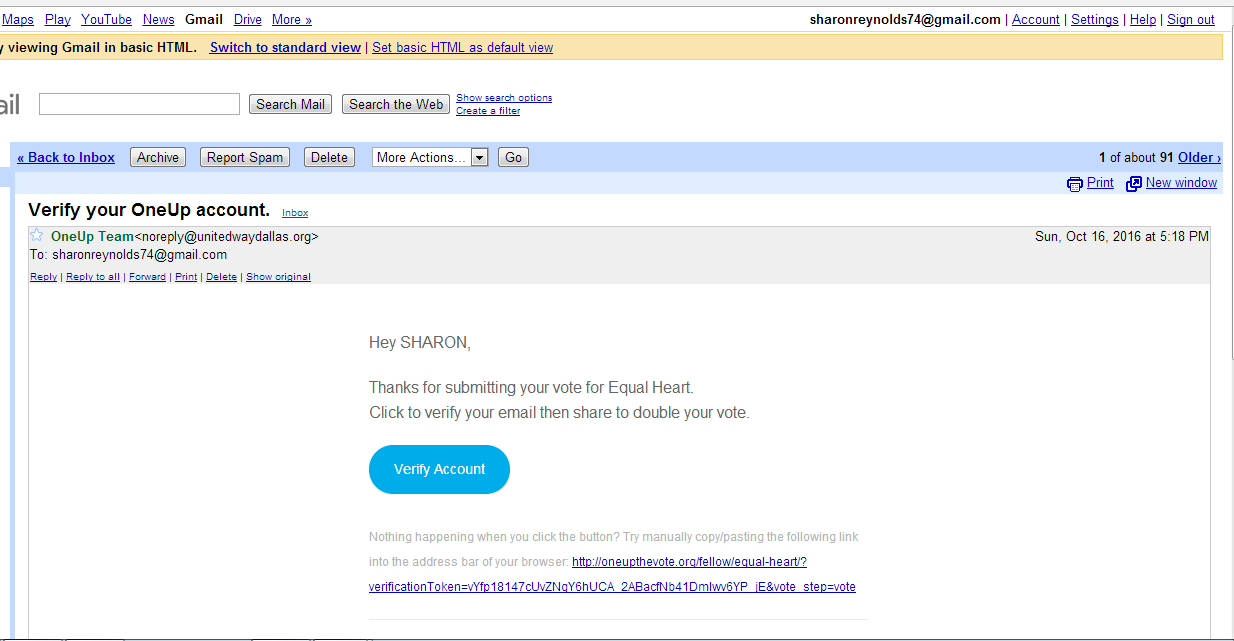 Maps Play YouTube News Gmail Drive More » sharonreynolds74@gmail.com | Account | Settings | Help | Sign out
viewing Gmail in basic HTML. Switch to standard view | Set basic HTML as default view
Search Mail Search the Web Show search options
Create a filter
« Back to Inbox Archive Report Spam Delete More Actions... Go 1 of about 91 Older ›
Print New window
Verify your OneUp account. Inbox
OneUp Team<noreply@unitedwaydallas.org> Sun, Oct 16, 2016 at 5:18 PM
To: sharonreynolds74@gmail.com
Reply | Reply to all | Forward | Print | Delete | Show original
Hey SHARON,
Thanks for submitting your vote for Equal Heart.
Click to verify your email then share to double your vote.
Verify Account
Nothing happening when you click the button? Try manually copy/pasting the following link
into the address bar of your browser: http://oneupthevote.org/fellow/equal-heart/?